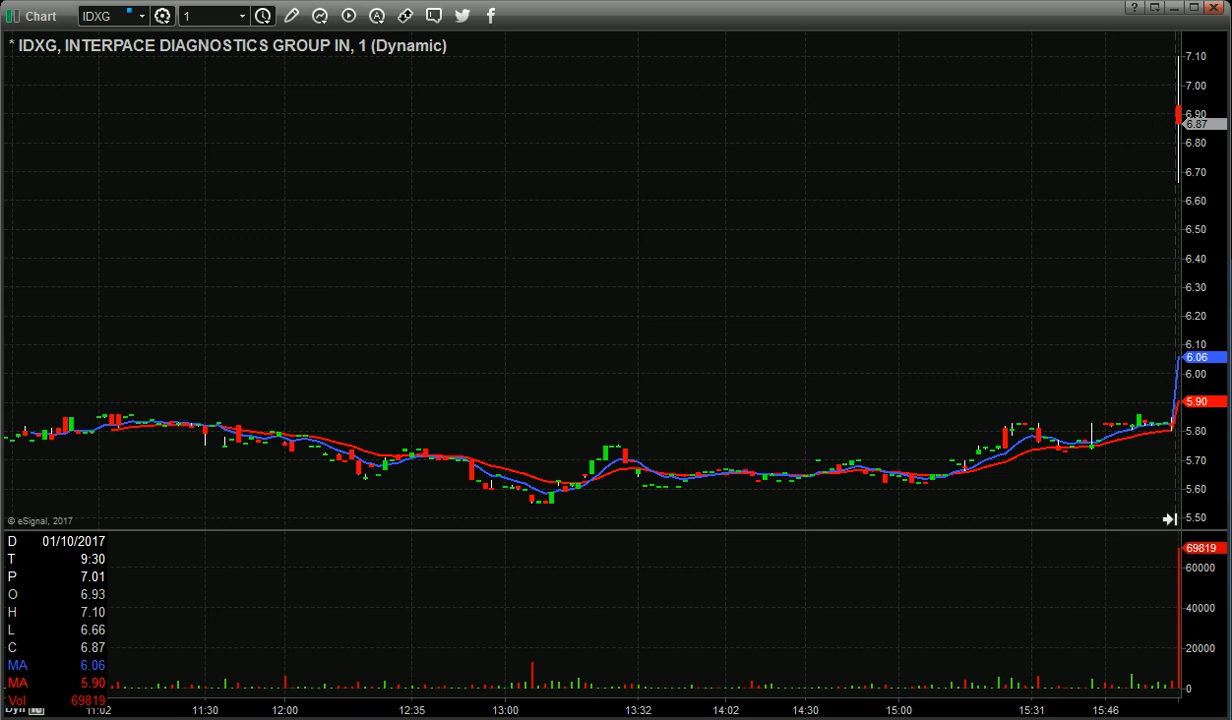 Chart IDXG 1
* IDXG, INTERPACE DIAGNOSTICS GROUP IN, 1 (Dynamic)
7.10
7.00
6.90
6.87
6.80
6.70
6.60
6.50
6.40
6.30
6.20
6.10
6.06
6.00
5.90
5.80
5.70
5.60
5.50
© eSignal, 2017
D 01/10/2017
T 9:30
P 7.01
O 6.93
H 7.10
L 6.66
C 6.87
MA 6.06
MA 5.90
Vol 69819
69819
60000
40000
20000
0
Dyn 11:02 11:30 12:00 12:35 13:00 13:32 14:02 14:30 15:00 15:31 15:46